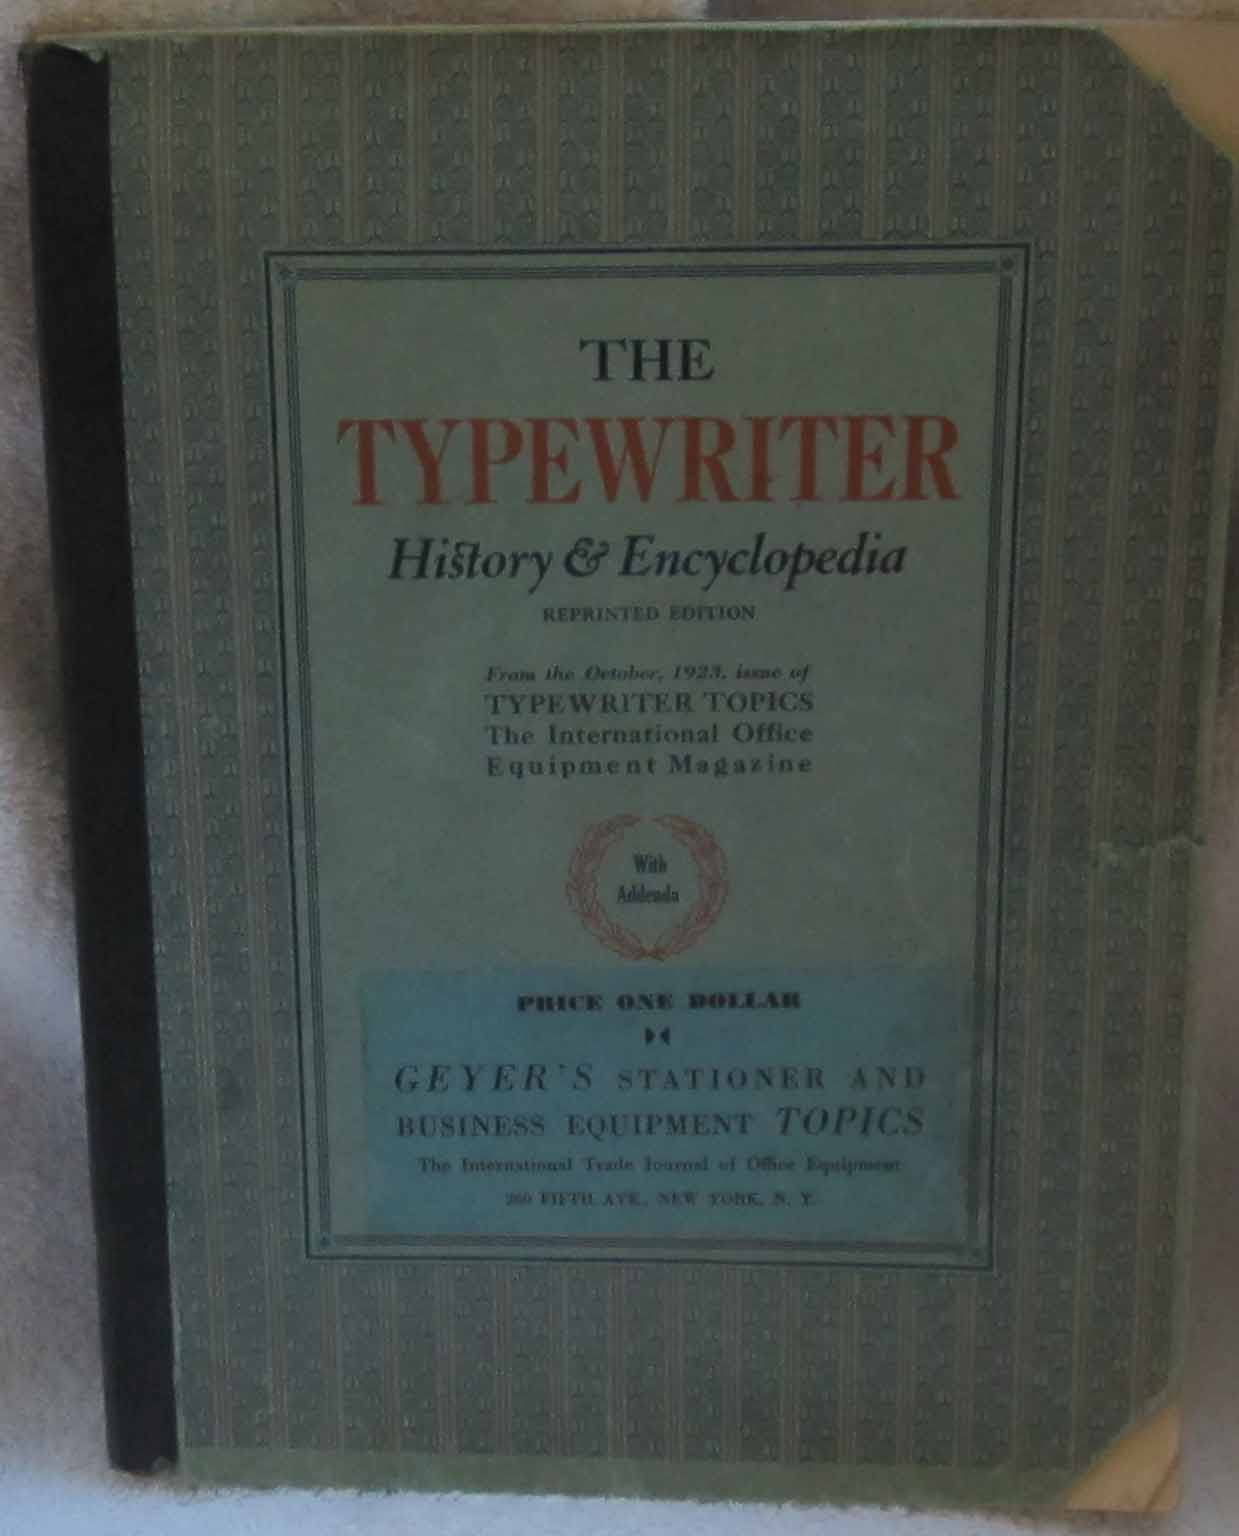 THE
TYPEWRITER
History & Encyclopedia
REPRINTED EDITION
From the October, 1923, issue of
TYPEWRITER TOPICS
The International Office
Equipment Magazine
With
Addenda
PRICE ONE DOLLAR
GEYER'S STATIONER AND
BUSINESS EQUIPMENT TOPICS
The International Trade Journal of Office Equipment
260 FIFTH AVE., NEW YORK, N. Y.